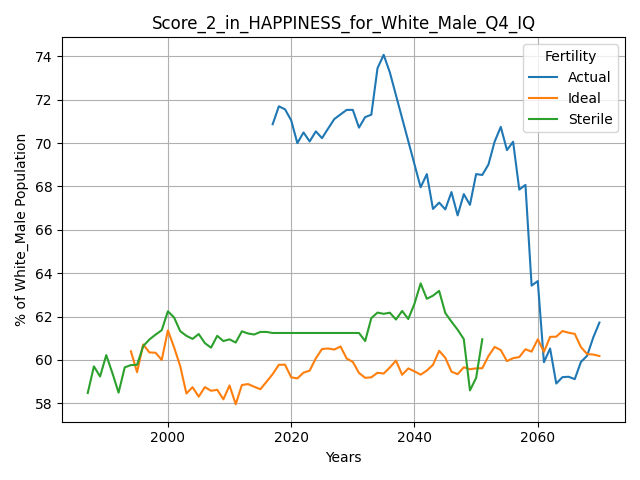 Score_2_in_HAPPINESS_for_White_Male_Q4_IQ
Fertility
Actual
Ideal
Sterile
% of White_Male Population
74
72
70
68
66
64
62
60
58
2000
2020
2040
2060
Years